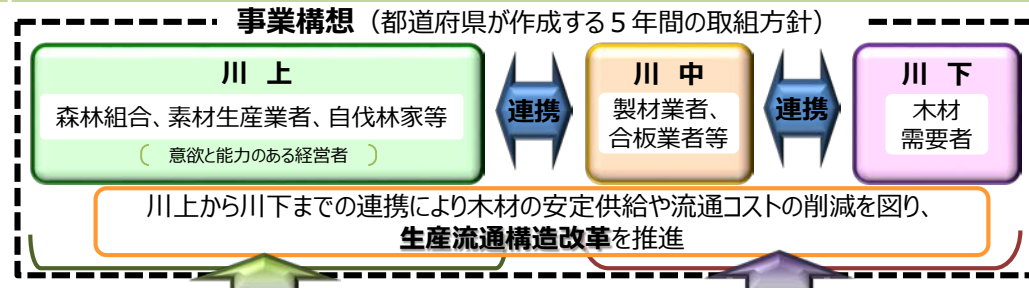 事業構想（都道府県が作成する５年間の取組方針）
川 上
森林組合、素材生産業者、自伐林家等
（ 意欲と能力のある経営者 ）
連携
川 中
製材業者、
合板業者等
連携
川 下
木材
需要者
川上から川下までの連携により木材の安定供給や流通コストの削減を図り、
生産流通構造改革を推進